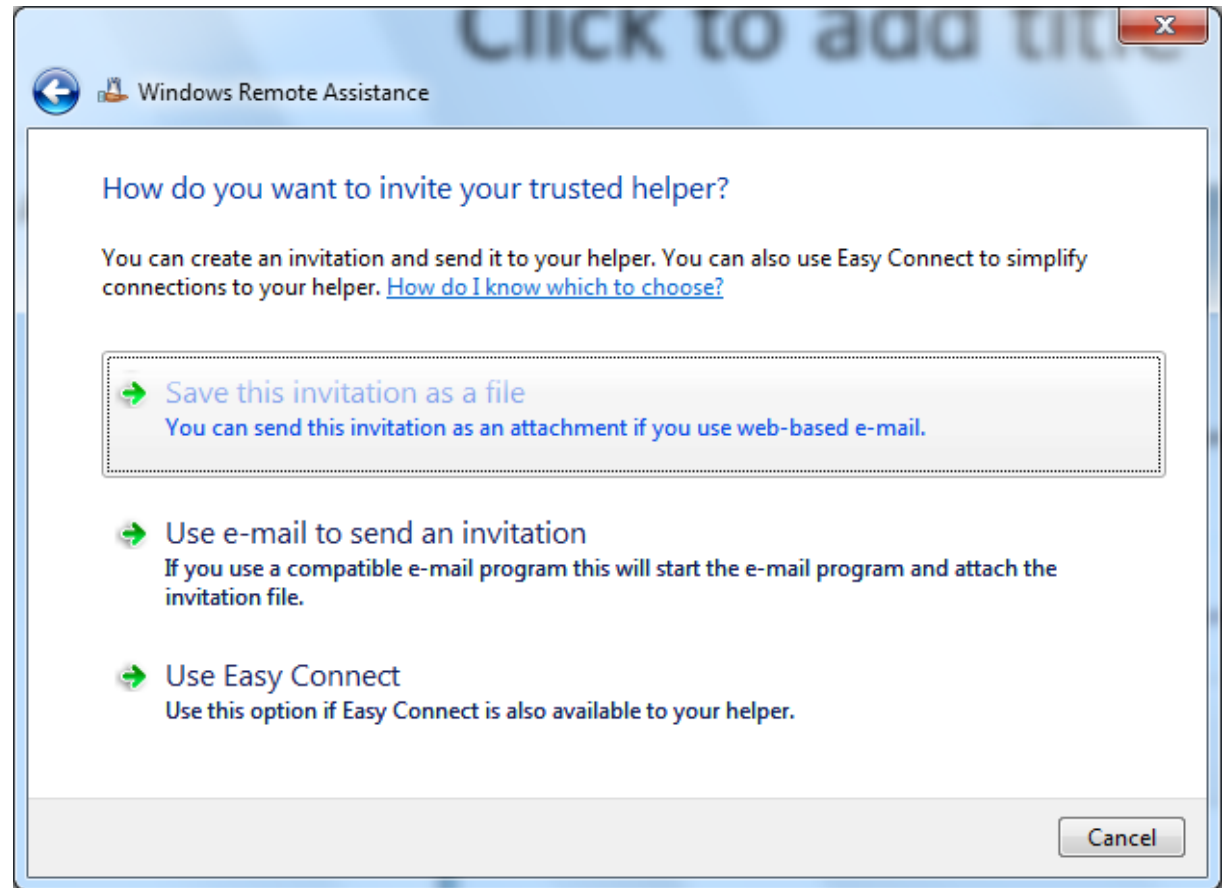 Click to add title
Windows Remote Assistance
How do you want to invite your trusted helper?
You can create an invitation and send it to your helper. You can also use Easy Connect to simplify
connections to your helper. How do I know which to choose?
Save this invitation as a file
You can send this invitation as an attachment if you use web-based e-mail.
Use e-mail to send an invitation
If you use a compatible e-mail program this will start the e-mail program and attach the
invitation file.
Use Easy Connect
Use this option if Easy Connect is also available to your helper.
Cancel